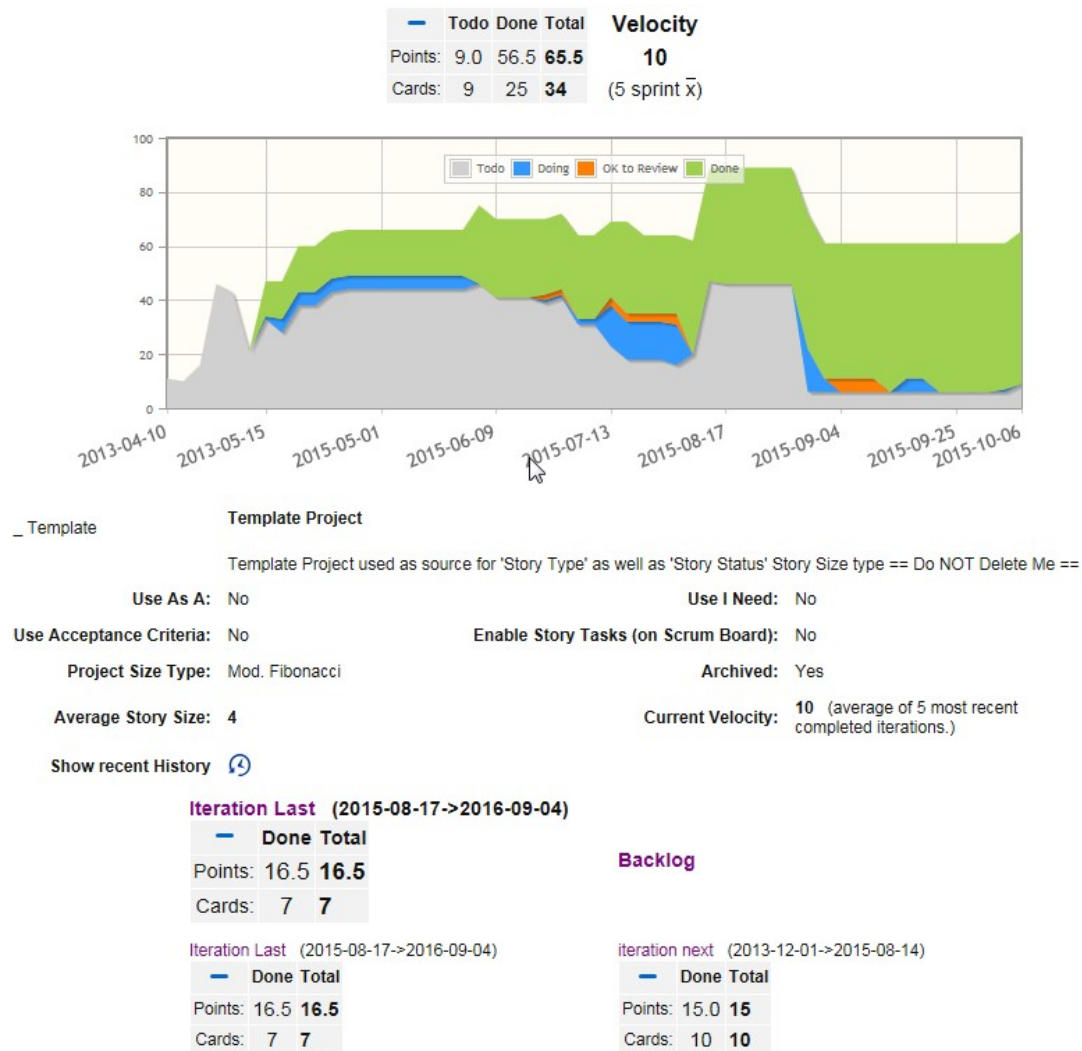 Todo Done Total Velocity
Points: 9.0 56.5 65.5 10
Cards: 9 25 34 (5 sprint x̅)
Todo Doing OK to Review Done
100
80
60
40
20
0
2013-04-10 2013-05-15 2015-05-01 2015-06-09 2015-07-13 2015-08-17 2015-09-04 2015-09-25 2015-10-06
_ Template Template Project
Template Project used as source for 'Story Type' as well as 'Story Status' Story Size type == Do NOT Delete Me ==
Use As A: No Use I Need: No
Use Acceptance Criteria: No Enable Story Tasks (on Scrum Board): No
Project Size Type: Mod. Fibonacci Archived: Yes
Average Story Size: 4 Current Velocity: 10 (average of 5 most recent
completed iterations.)
Show recent History
Iteration Last (2015-08-17->2016-09-04)
Done Total
Points: 16.5 16.5
Cards: 7 7
Backlog
Iteration Last (2015-08-17->2016-09-04)
Done Total
Points: 16.5 16.5
Cards: 7 7
iteration next (2013-12-01->2015-08-14)
Done Total
Points: 15.0 15
Cards: 10 10